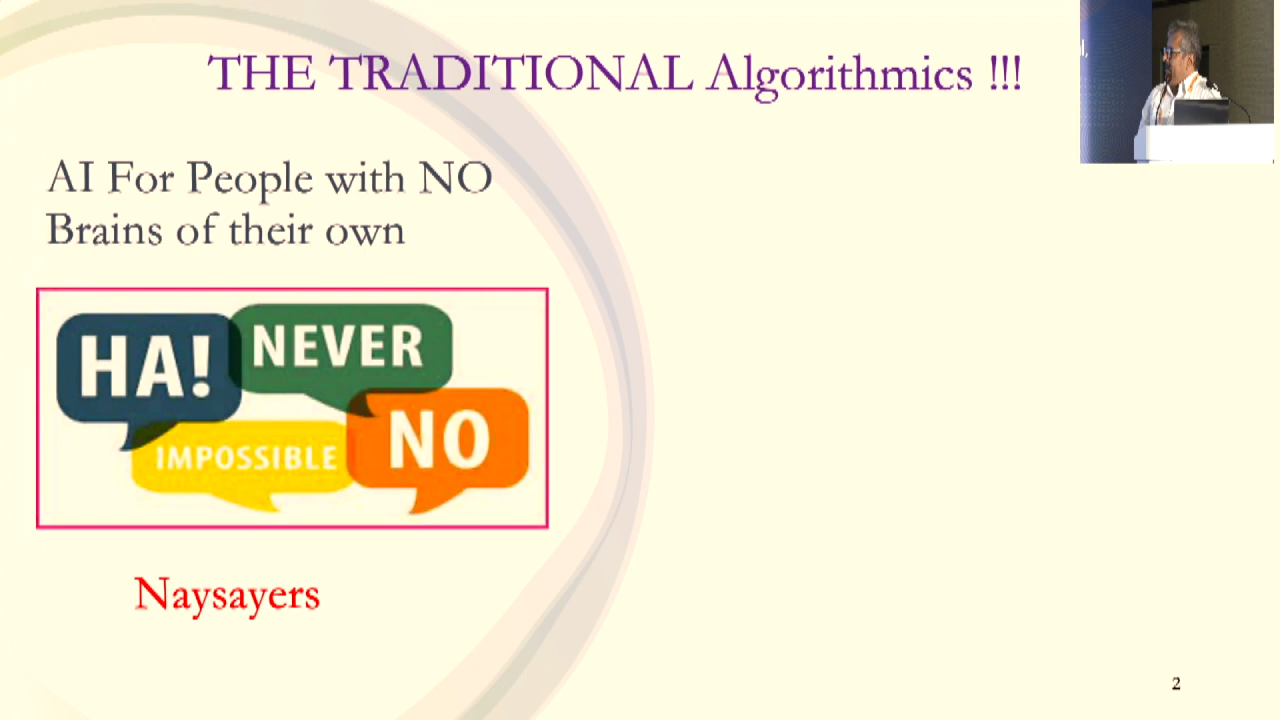 THE TRADITIONAL Algorithmics !!!
AI For People with NO
Brains of their own
HA!
NEVER
IMPOSSIBLE
NO
Naysayers
2